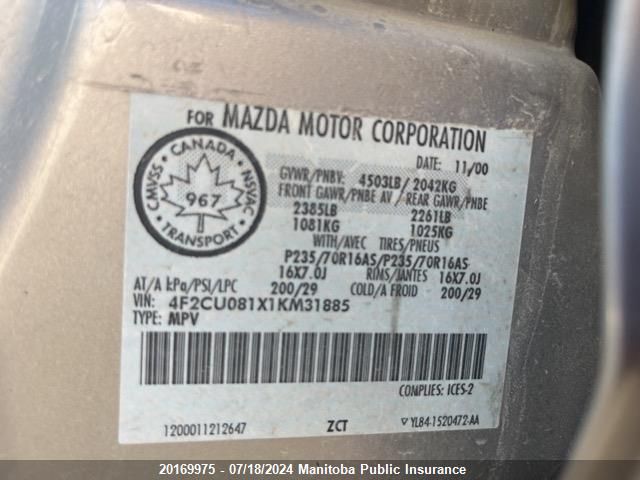 FOR MAZDA MOTOR CORPORATION
DATE: 11/00
CMVSS CANADA NSVAC
967
TRANSPORT
GVWR/PNBV: 4503LB/ 2042KG
FRONT GAWR/PNBE AV / REAR GAWR/PNBE
2385LB 2261LB
1081KG 1025KG
WITH/AVEC TIRES/PNEUS
P235/70R16AS/P235/70R16AS
16X7.0J RIMS/JANTES 16X7.0J
AT/A kPa/PSI/LPC 200/29 COLD/A FROID 200/29
VIN: 4F2CU081X1KM31885
TYPE: MPV
COMPLIES: ICES-2
1200011212647 ZCT ▽ YL84-1520472-AA
20169975 - 07/18/2024 Manitoba Public Insurance